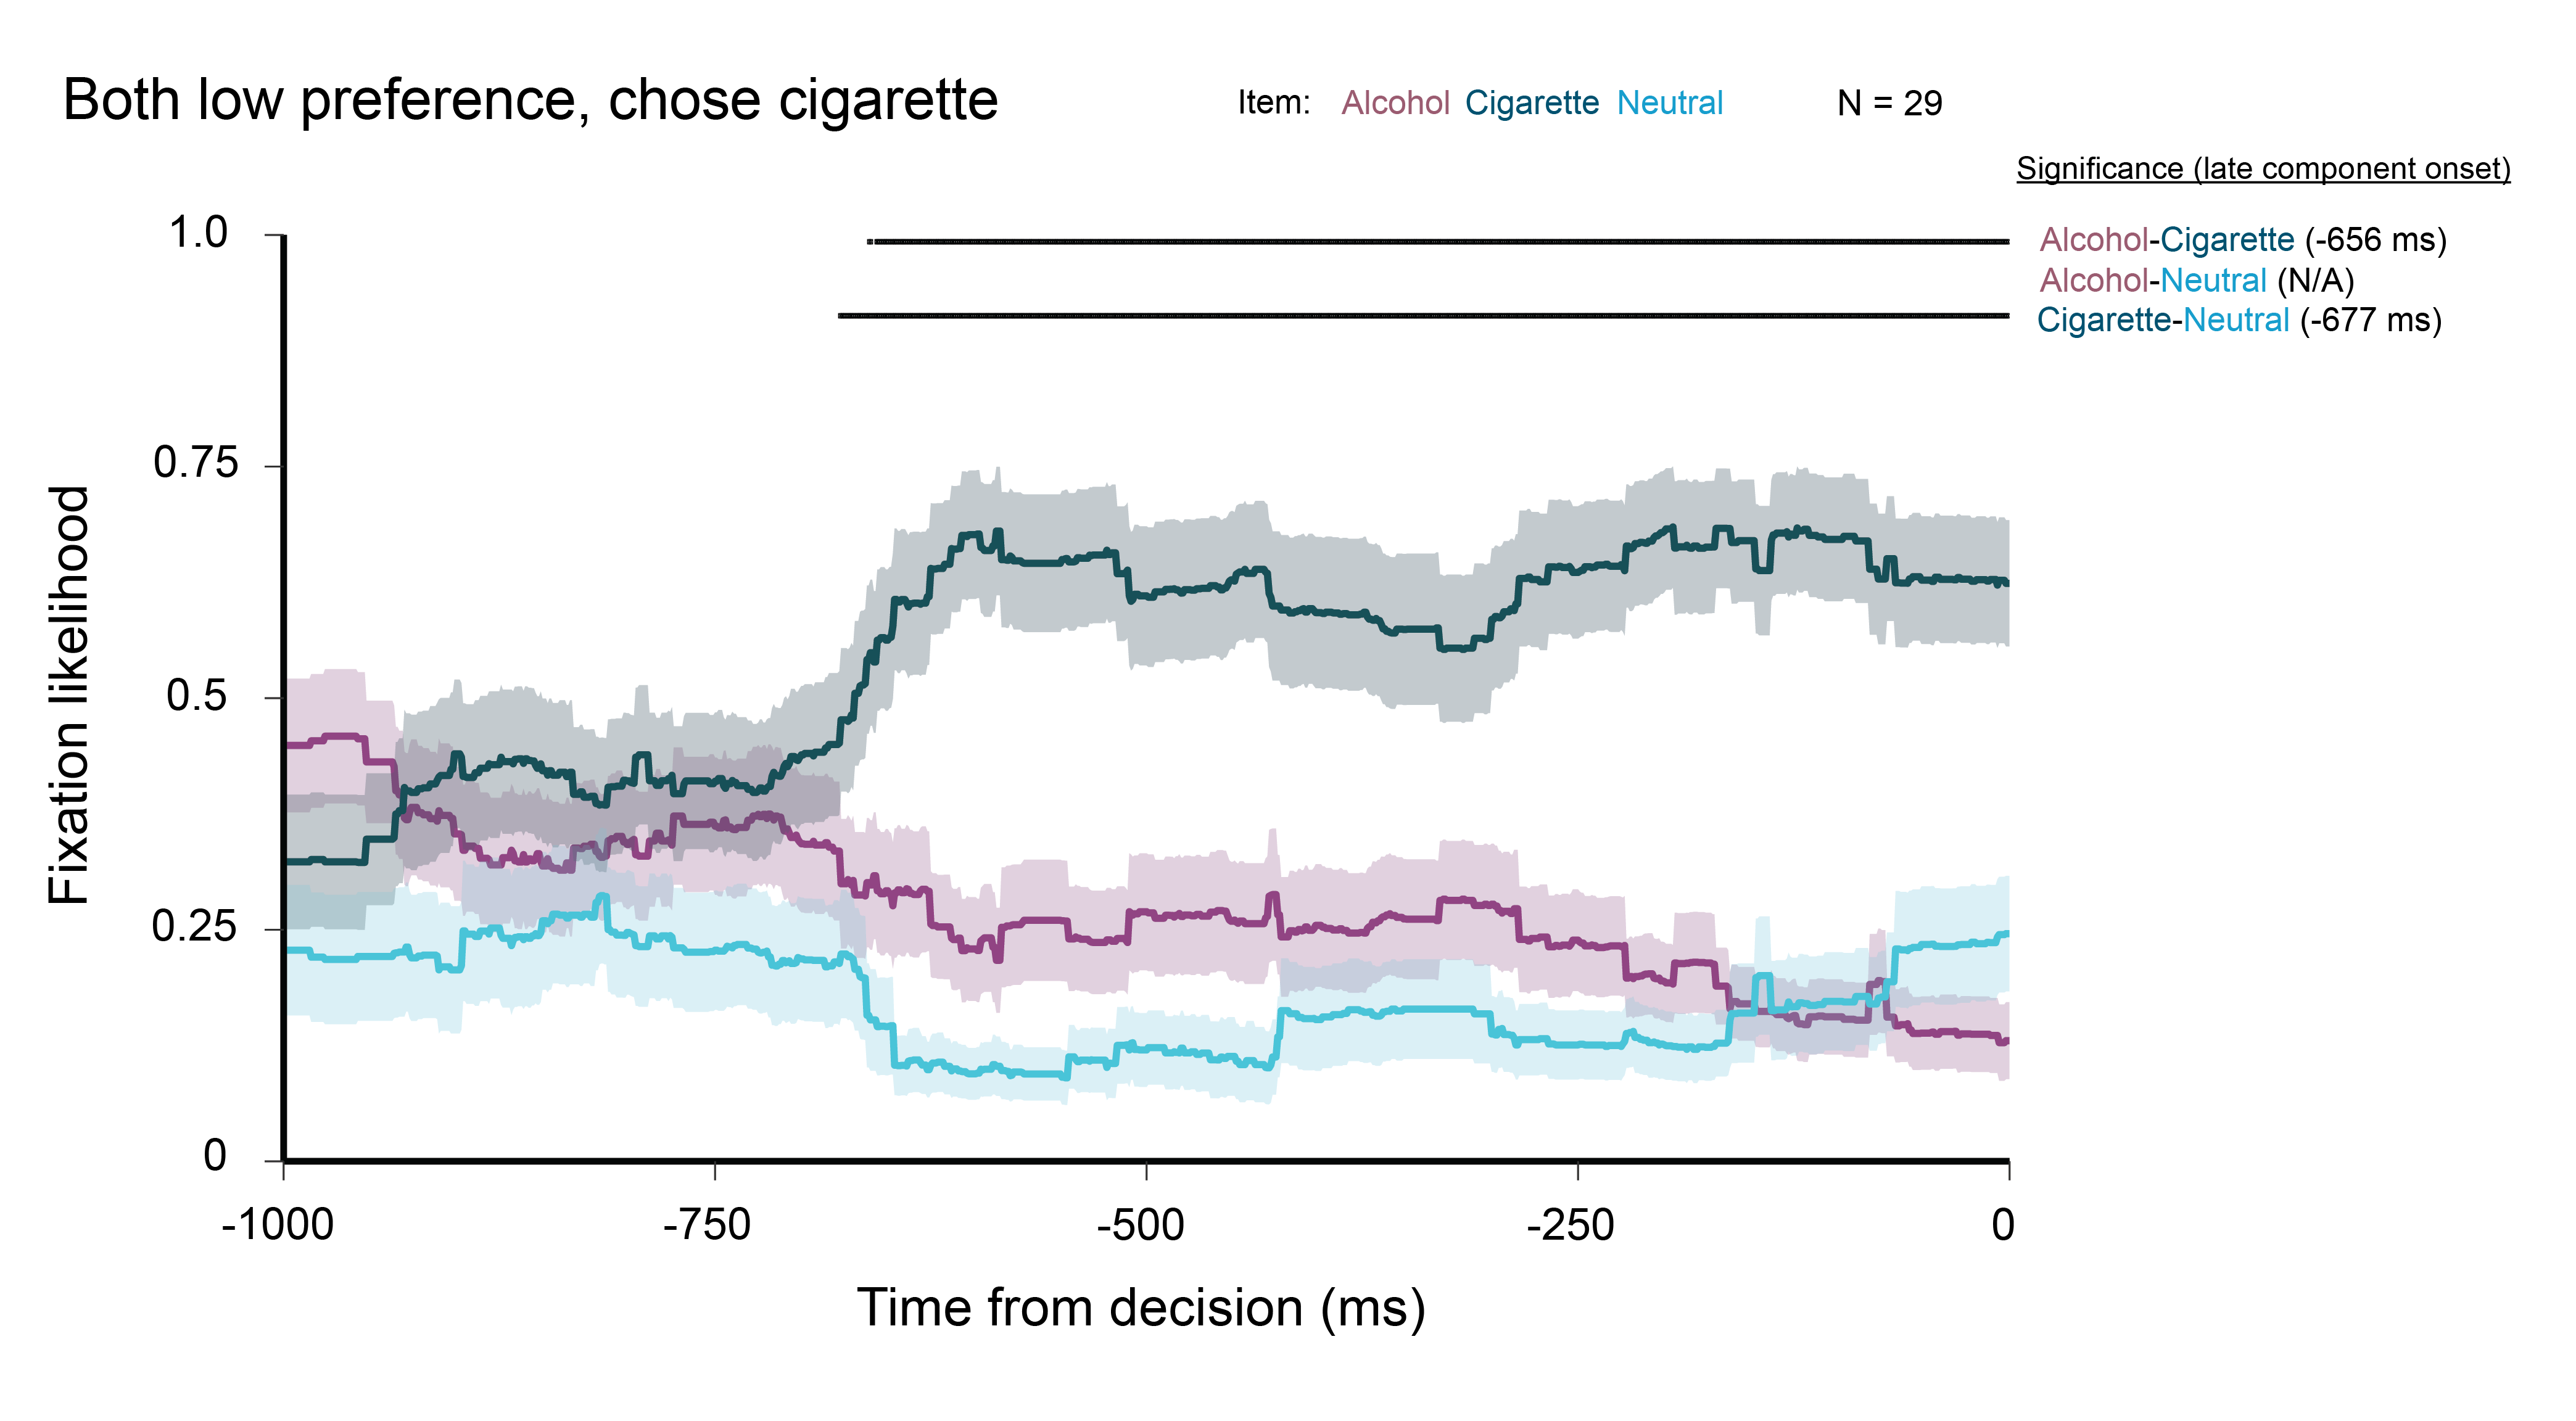 Both low preference, chose cigarette
Item: Alcohol Cigarette Neutral
N = 29
Significance (late component onset)
Alcohol-Cigarette (-656 ms)
Alcohol-Neutral (N/A)
Cigarette-Neutral (-677 ms)
Fixation likelihood
1.0
0.75
0.5
0.25
0
-1000 -750 -500 -250 0
Time from decision (ms)